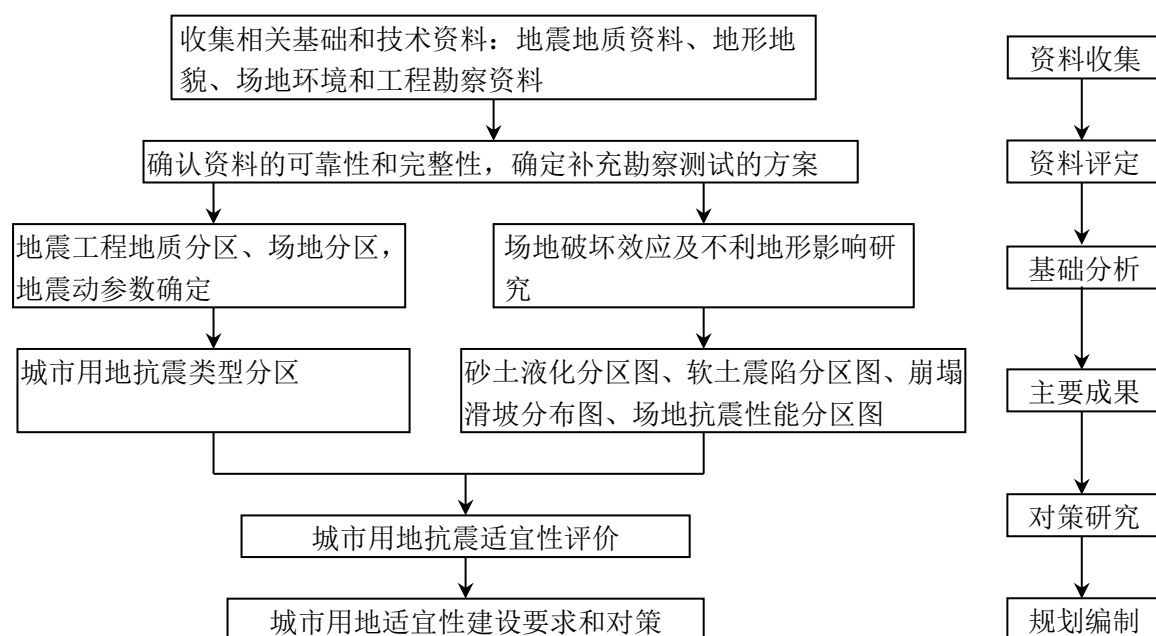 收集相关基础和技术资料：地震地质资料、地形地
貌、场地环境和工程勘察资料
资料收集
确认资料的可靠性和完整性，确定补充勘察测试的方案
资料评定
地震工程地质分区、场地分区，
地震动参数确定
场地破坏效应及不利地形影响研
究
基础分析
城市用地抗震类型分区
砂土液化分区图、软土震陷分区图、崩塌
滑坡分布图、场地抗震性能分区图
主要成果
城市用地抗震适宜性评价
对策研究
城市用地适宜性建设要求和对策
规划编制